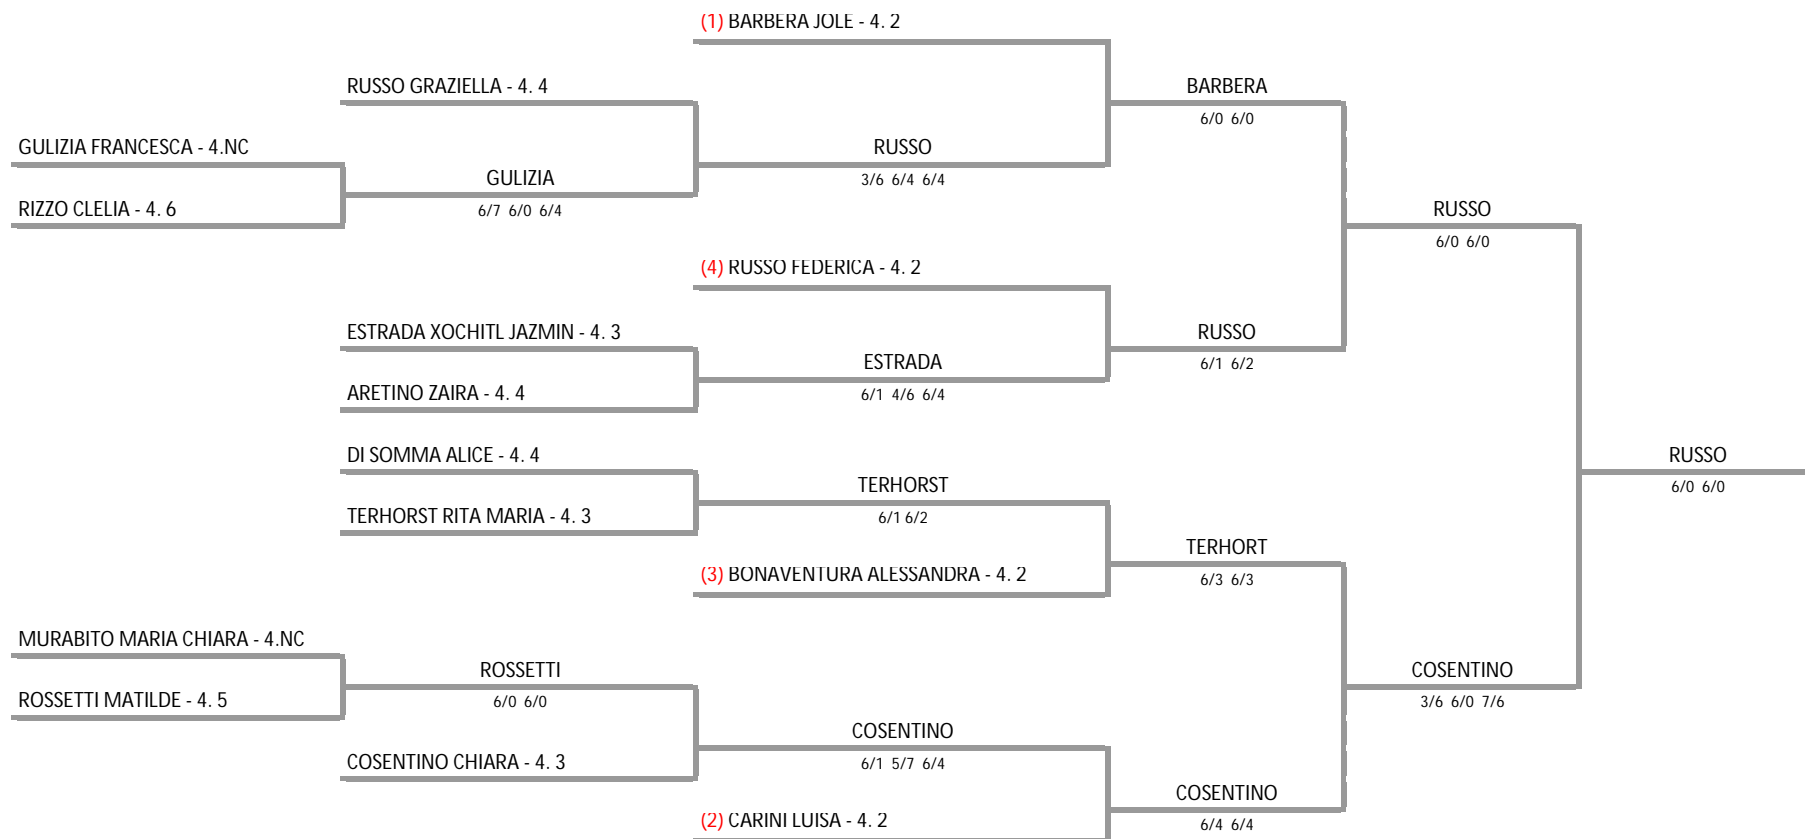 (1) BARBERA JOLE - 4. 2
RUSSO GRAZIELLA - 4. 4
BARBERA
6/0 6/0
GULIZIA FRANCESCA - 4.NC
RUSSO
3/6 6/4 6/4
GULIZIA
6/7 6/0 6/4
RIZZO CLELIA - 4. 6
RUSSO
6/0 6/0
(4) RUSSO FEDERICA - 4. 2
ESTRADA XOCHITL JAZMIN - 4. 3
RUSSO
6/1 6/2
ESTRADA
6/1 4/6 6/4
ARETINO ZAIRA - 4. 4
DI SOMMA ALICE - 4. 4
RUSSO
6/0 6/0
TERHORST
6/1 6/2
TERHORST RITA MARIA - 4. 3
TERHORT
6/3 6/3
(3) BONAVENTURA ALESSANDRA - 4. 2
MURABITO MARIA CHIARA - 4.NC
ROSSETTI
6/0 6/0
COSENTINO
3/6 6/0 7/6
ROSSETTI MATILDE - 4. 5
COSENTINO
6/1 5/7 6/4
COSENTINO CHIARA - 4. 3
COSENTINO
6/4 6/4
(2) CARINI LUISA - 4. 2